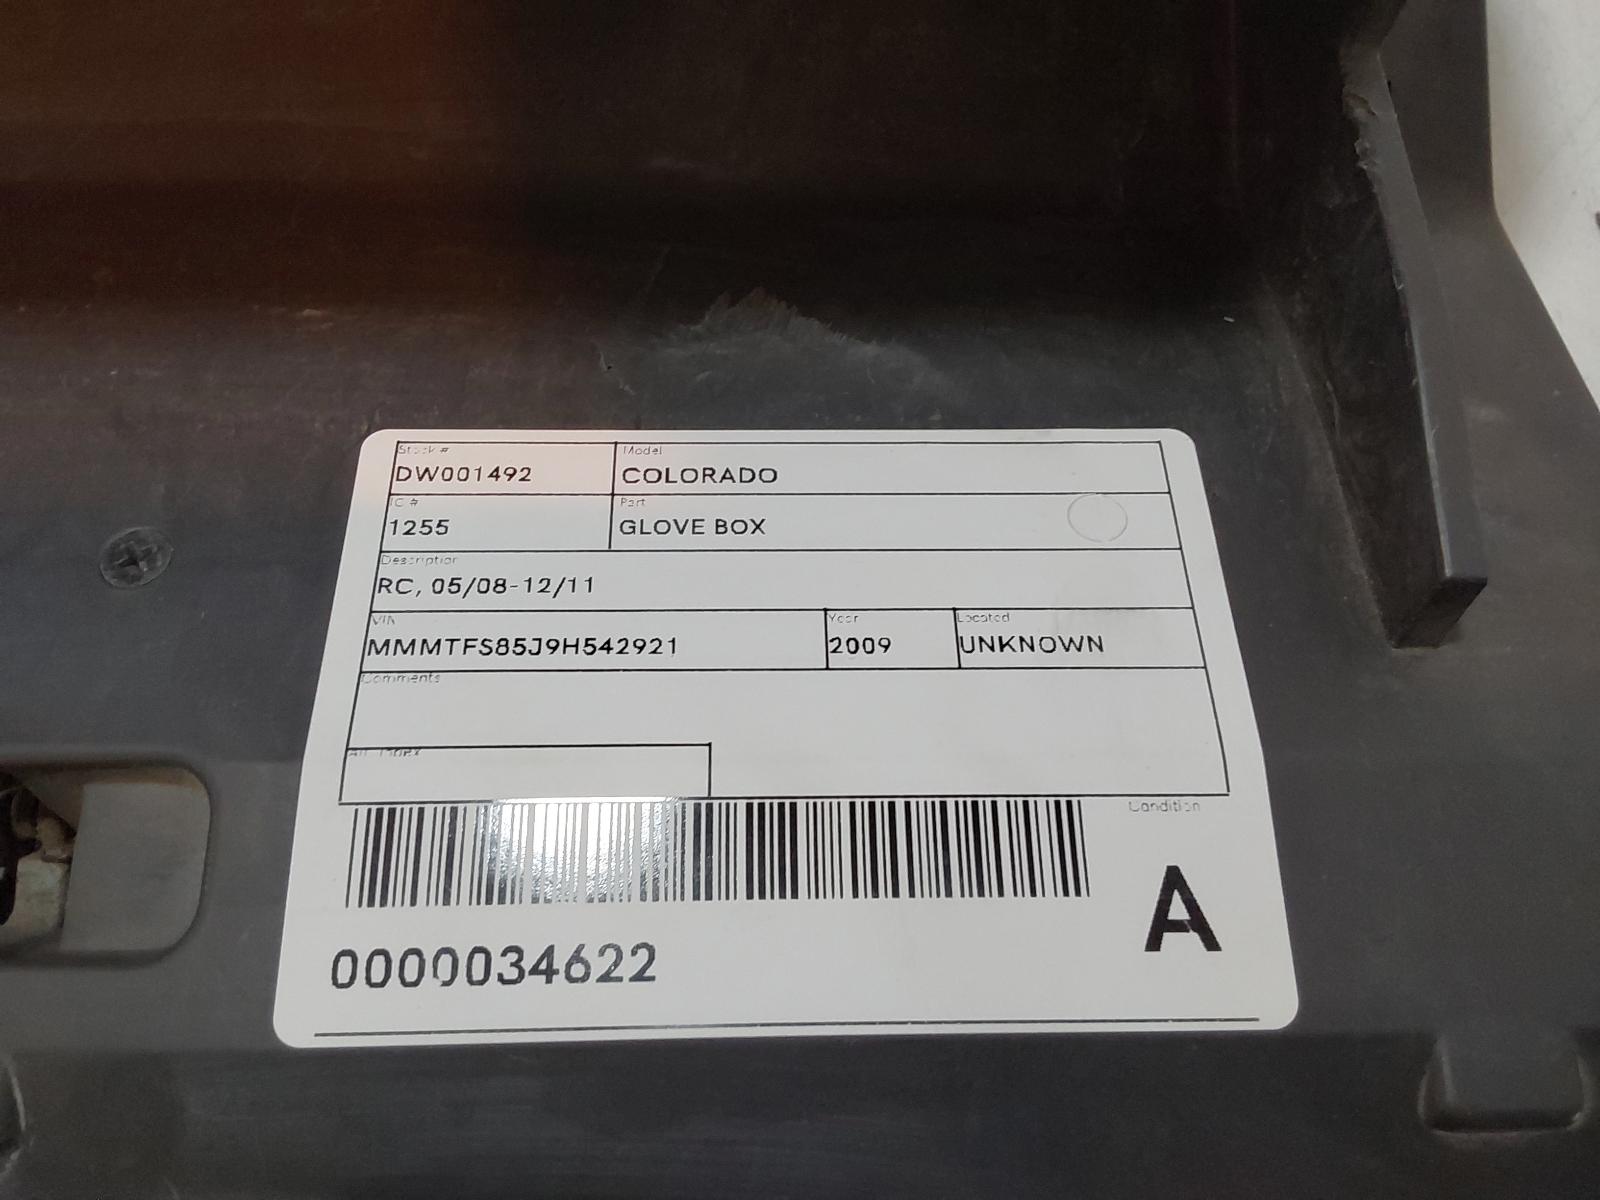 Stock # Model
DW001492 COLORADO
IC # Part
1255 GLOVE BOX
Description
RC, 05/08-12/11
VIN Year Located
MMMTFS85J9H542921 2009 UNKNOWN
Comments
Condition
A
0000034622